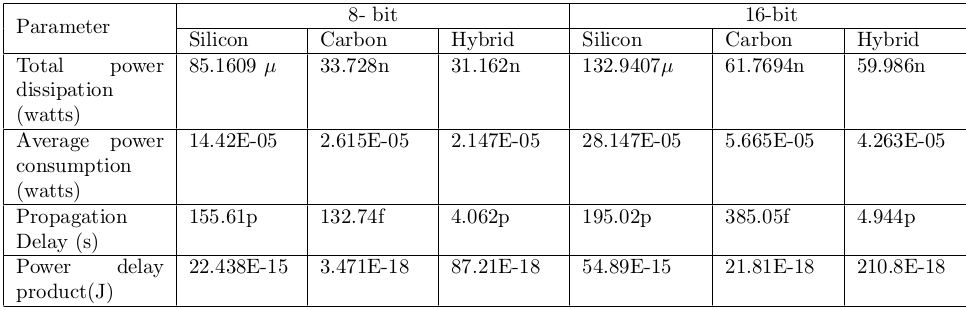 Parameter 8- bit 16-bit
Silicon Carbon Hybrid Silicon Carbon Hybrid
Total power dissipation (watts) 85.1609 μ 33.728n 31.162n 132.9407μ 61.7694n 59.986n
Average power consumption (watts) 14.42E-05 2.615E-05 2.147E-05 28.147E-05 5.665E-05 4.263E-05
Propagation Delay (s) 155.61p 132.74f 4.062p 195.02p 385.05f 4.944p
Power delay product(J) 22.438E-15 3.471E-18 87.21E-18 54.89E-15 21.81E-18 210.8E-18